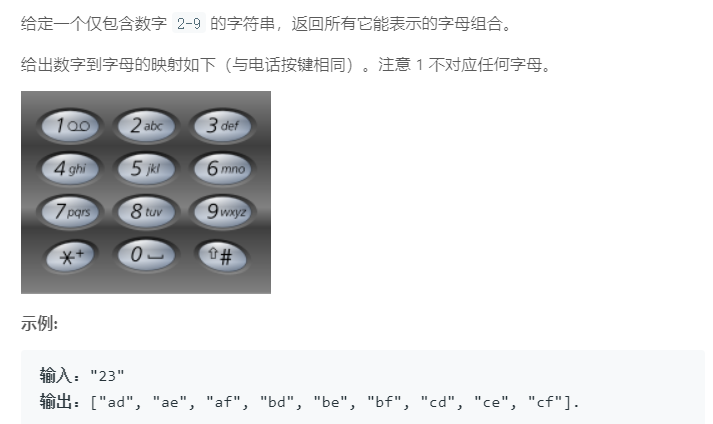 给定一个仅包含数字 2-9 的字符串，返回所有它能表示的字母组合。
给出数字到字母的映射如下（与电话按键相同）。注意 1 不对应任何字母。
1 2 abc 3 def
4 ghi 5 jkl 6 mno
7 pqrs 8 tuv 9 wxyz
*+ 0 ⇧#
示例:
输入："23"
输出：["ad", "ae", "af", "bd", "be", "bf", "cd", "ce", "cf"].